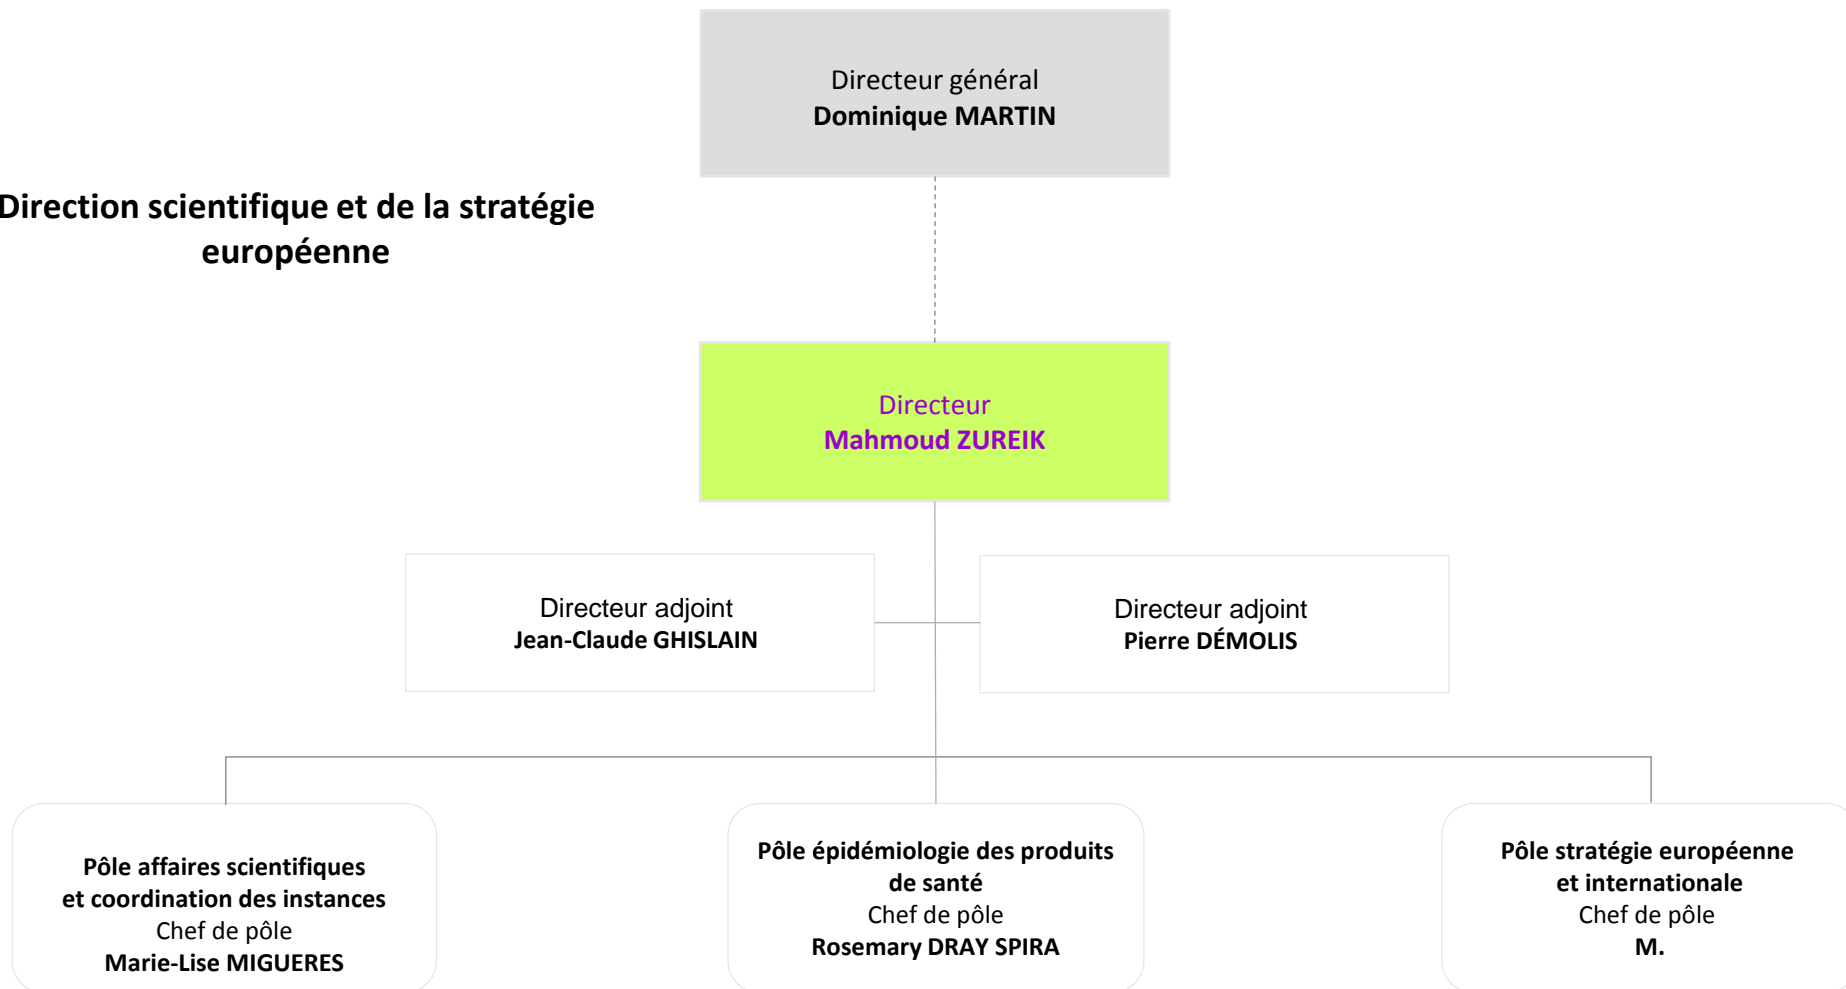 Directeur général
Dominique MARTIN
Direction scientifique et de la stratégie
européenne
Directeur
Mahmoud ZUREIK
Directeur adjoint
Jean-Claude GHISLAIN
Directeur adjoint
Pierre DÉMOLIS
Pôle affaires scientifiques
et coordination des instances
Chef de pôle
Marie-Lise MIGUERES
Pôle épidémiologie des produits
de santé
Chef de pôle
Rosemary DRAY SPIRA
Pôle stratégie européenne
et internationale
Chef de pôle
M.